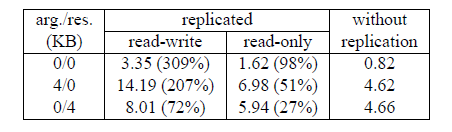 arg./res. replicated without
(KB) read-write read-only replication
0/0 3.35 (309%) 1.62 (98%) 0.82
4/0 14.19 (207%) 6.98 (51%) 4.62
0/4 8.01 (72%) 5.94 (27%) 4.66